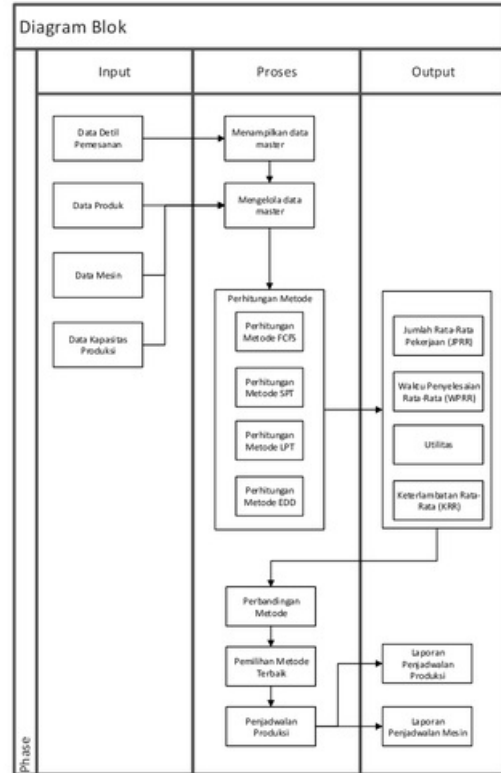 Diagram Blok
Input
Proses
Output
Data Detil
Pemesanan
Menampilkan data
master
Data Produk
Mengelola data
master
Data Mesin
Data Kapasitas
Produksi
Perhitungan Metode
Perhitungan
Metode FCFS
Perhitungan
Metode SPT
Perhitungan
Metode LPT
Perhitungan
Metode EDD
Jumlah Rata-Rata
Pekerjaan (JPRR)
Waktu Penyelesaian
Rata-Rata (WPRR)
Utilitas
Keterlambatan Rata-
Rata (KRR)
Perbandingan
Metode
Pemilihan Metode
Terbaik
Penjadwalan
Produksi
Laporan
Penjadwalan
Produksi
Laporan
Penjadwalan Mesin
Phase